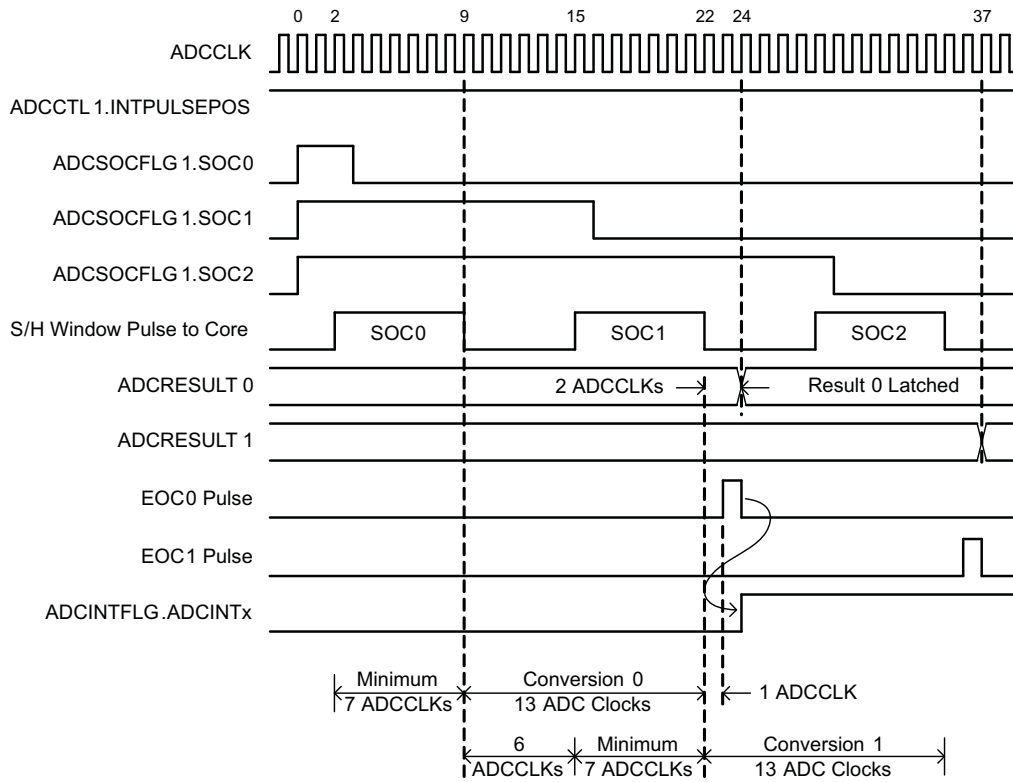 0 2 9 15 22 24 37
ADCCLK
ADCCTL 1.INTPULSEPOS
ADCSOCFLG 1.SOC0
ADCSOCFLG 1.SOC1
ADCSOCFLG 1.SOC2
S/H Window Pulse to Core SOC0 SOC1 SOC2
ADCRESULT 0 2 ADCCLKs Result 0 Latched
ADCRESULT 1
EOC0 Pulse
EOC1 Pulse
ADCINTFLG.ADCINTx
Minimum Conversion 0
7 ADCCLKs 13 ADC Clocks 1 ADCCLK
6 Minimum Conversion 1
ADCCLKs 7 ADCCLKs 13 ADC Clocks